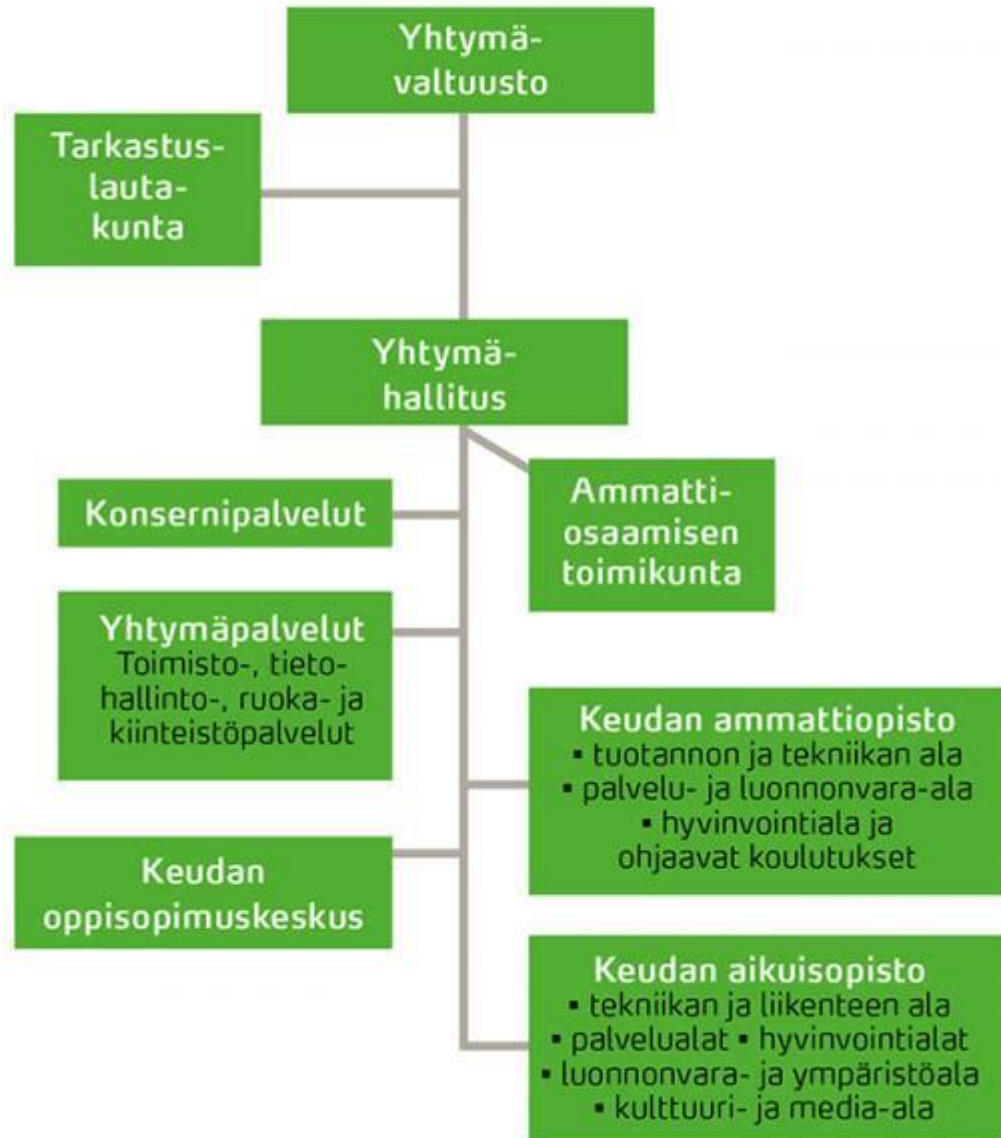 Yhtymä-
valtuusto
Tarkastus-
lauta-
kunta
Yhtymä-
hallitus
Konsernipalvelut
Ammatti-
osaamisen
toimikunta
Yhtymäpalvelut
Toimisto-, tieto-
hallinto-, ruoka- ja
kiinteistöpalvelut
Keudan ammattiopisto
▪ tuotannon ja tekniikan ala
▪ palvelu- ja luonnonvara-ala
▪ hyvinvointiala ja
ohjaavat koulutukset
Keudan
oppisopimuskeskus
Keudan aikuisopisto
▪ tekniikan ja liikenteen ala
▪ palvelualat ▪ hyvinvointialat
▪ luonnonvara- ja ympäristöala
▪ kulttuuri- ja media-ala